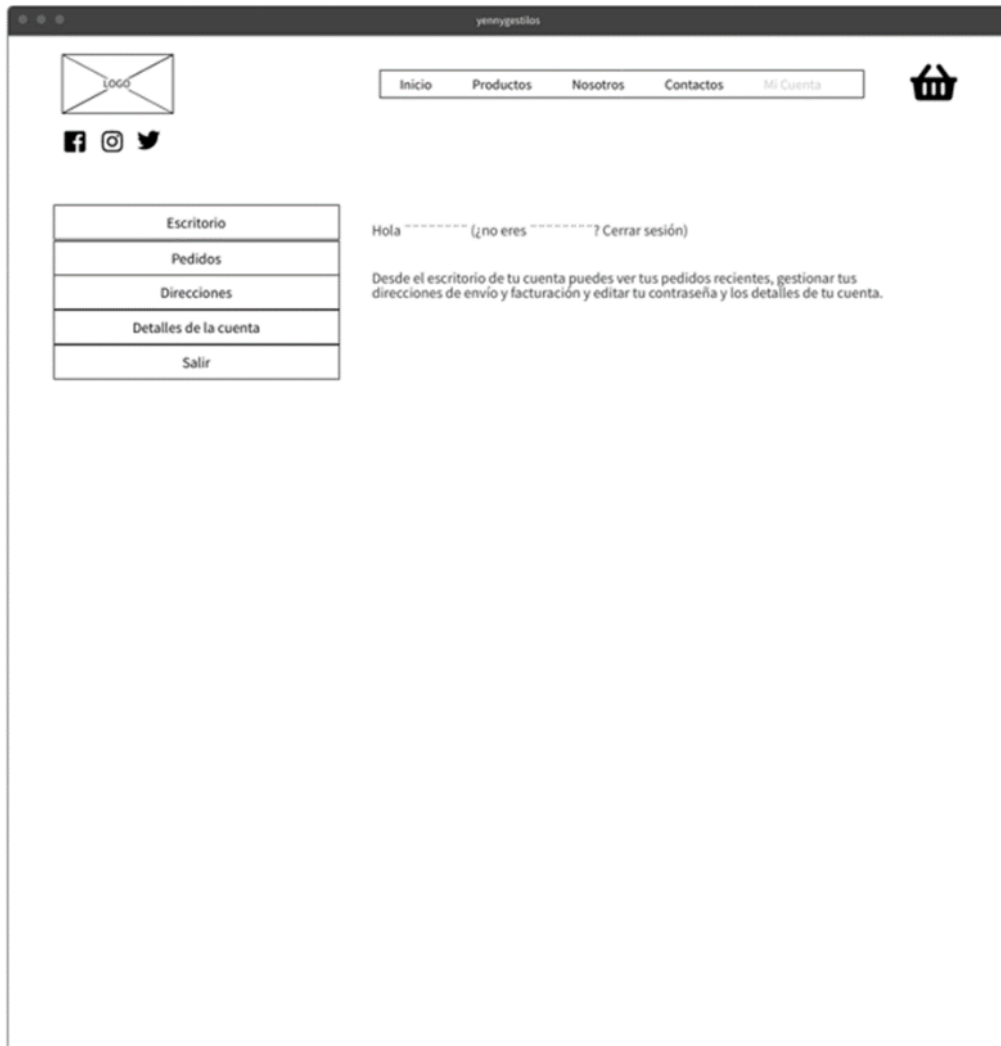 yennygestilos
LOGO
Inicio Productos Nosotros Contactos Mi Cuenta
Escritorio
Pedidos
Direcciones
Detalles de la cuenta
Salir
Hola -------- (¿no eres --------? Cerrar sesión)
Desde el escritorio de tu cuenta puedes ver tus pedidos recientes, gestionar tus
direcciones de envío y facturación y editar tu contraseña y los detalles de tu cuenta.